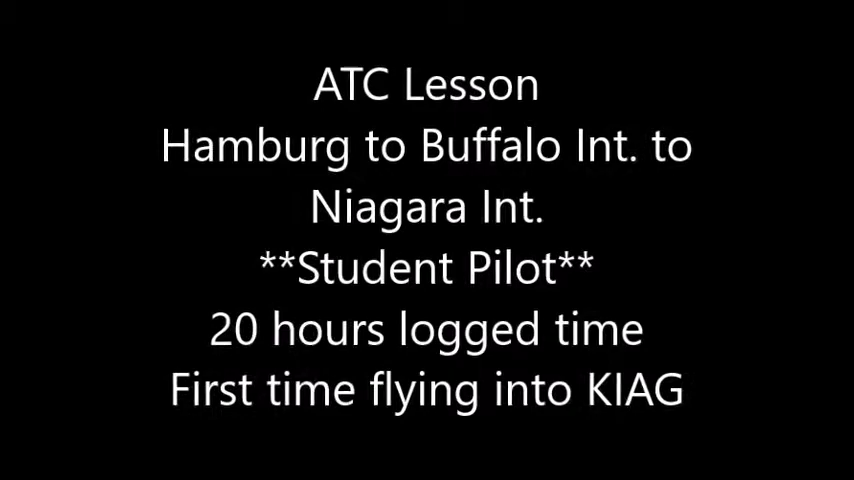 ATC Lesson
Hamburg to Buffalo Int. to
Niagara Int.
**Student Pilot**
20 hours logged time
First time flying into KIAG